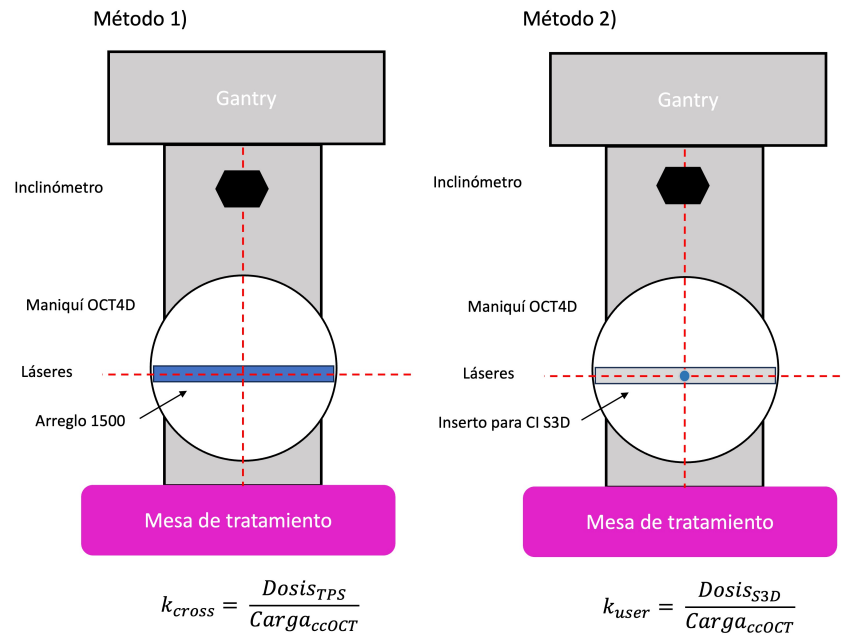 Método 1)
Gantry
Inclinómetro
Maniquí OCT4D
Láseres
Arreglo 1500
Mesa de tratamiento
k_cross = Dosis_TPS / Carga_ccOCT
Método 2)
Gantry
Inclinómetro
Maniquí OCT4D
Láseres
Inserto para CI S3D
Mesa de tratamiento
k_user = Dosis_S3D / Carga_ccOCT